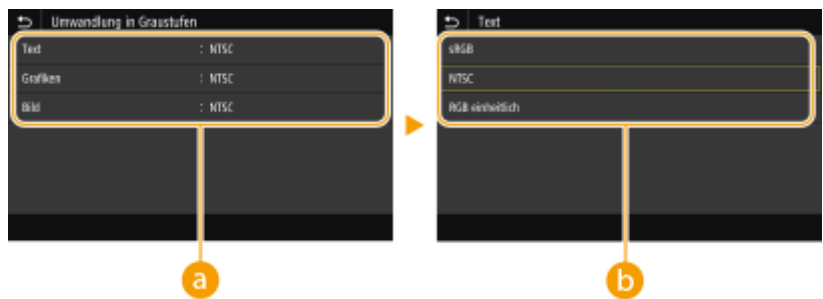 Umwandlung in Graustufen
Text : NTSC
Grafiken : NTSC
Bild : NTSC
a
Text
sRGB
NTSC
RGB einheitlich
b